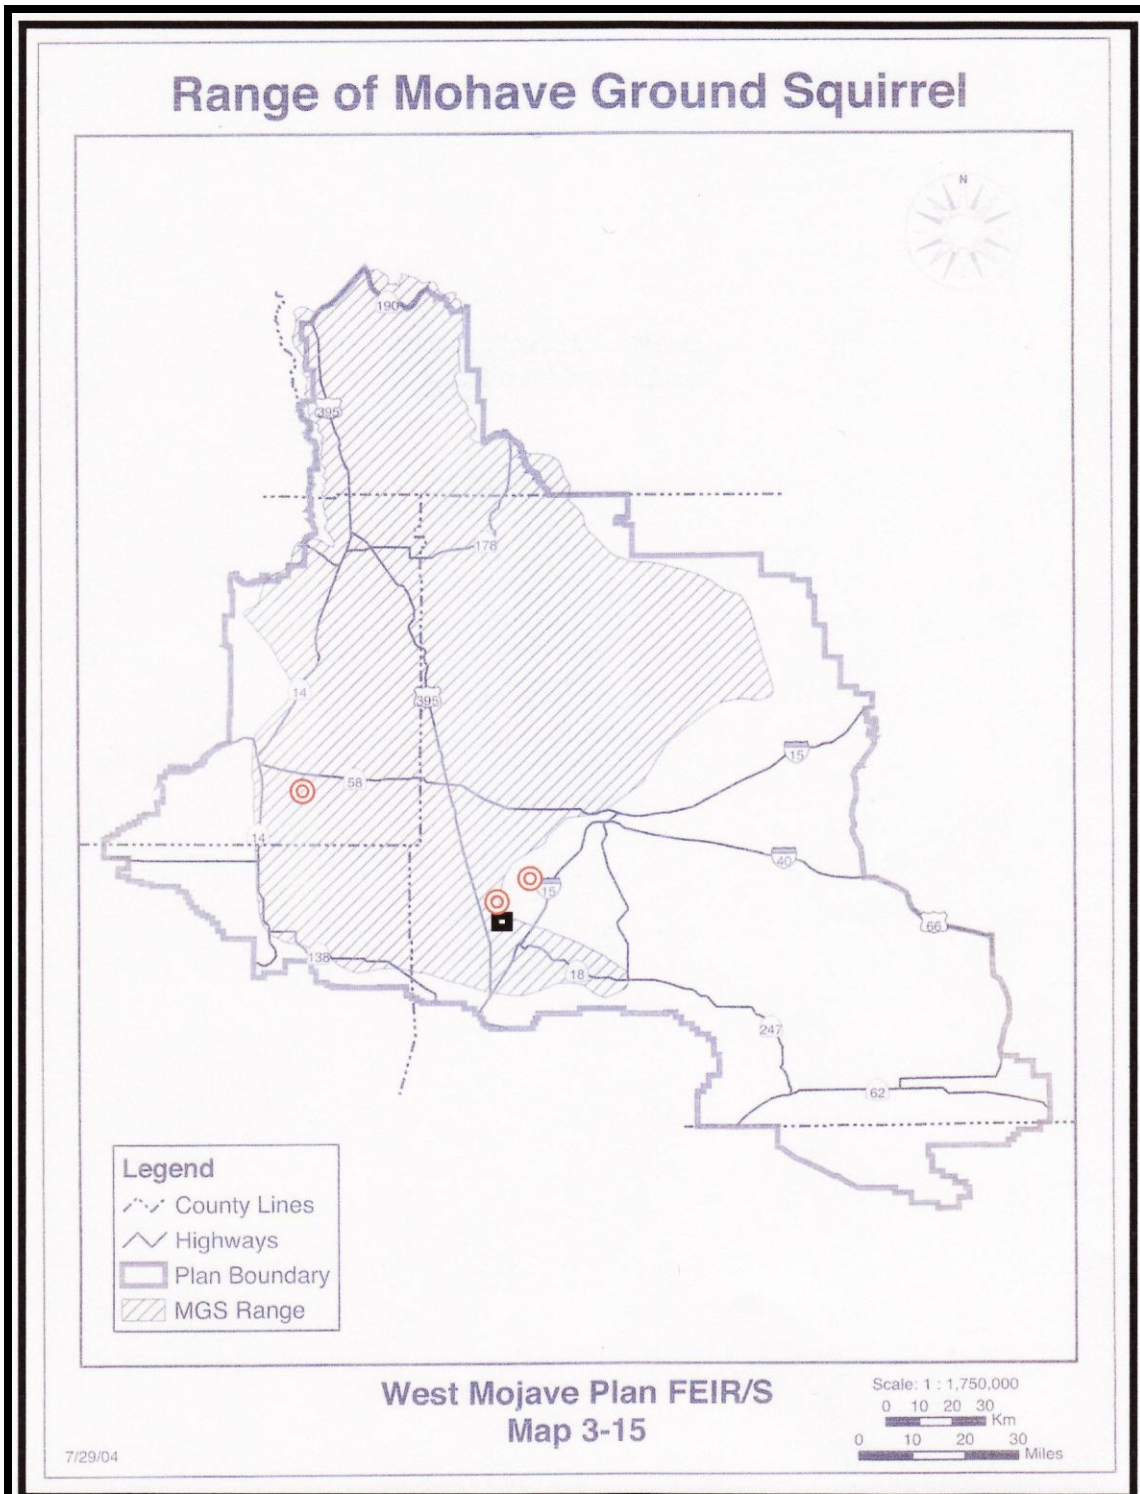 Range of Mohave Ground Squirrel
N
190
395
178
14
395
15
58
14
40
15
66
138
18
247
62
Legend
County Lines
Highways
Plan Boundary
MGS Range
West Mojave Plan FEIR/S
Map 3-15
Scale: 1 : 1,750,000
0 10 20 30
Km
0 10 20 30
Miles
7/29/04